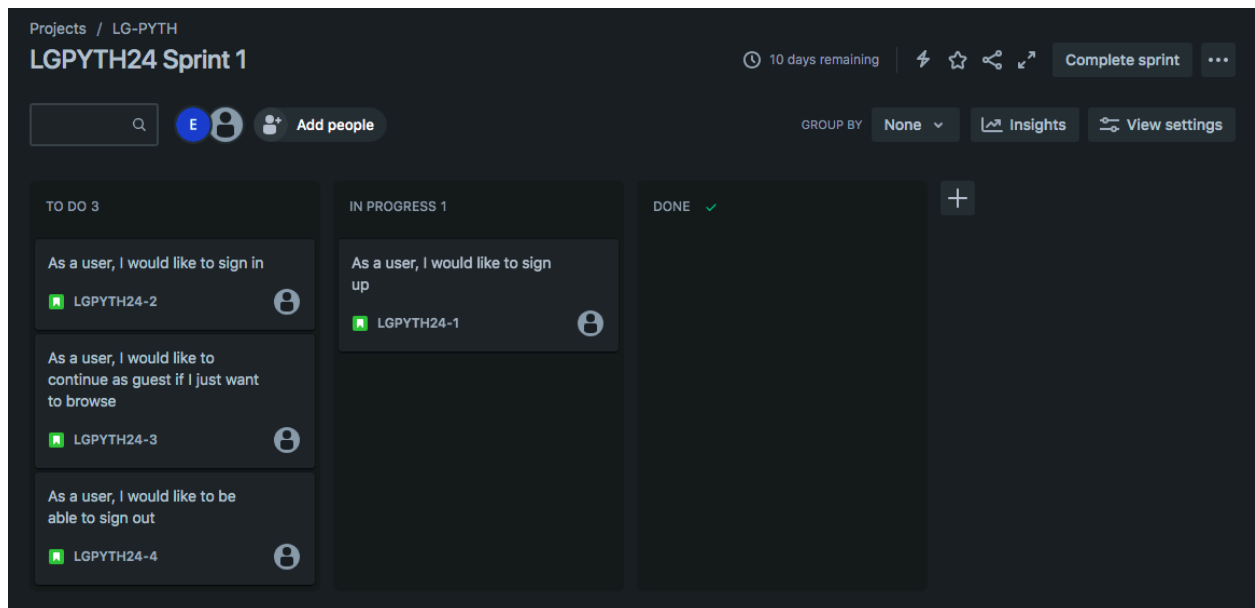 Projects / LG-PYTH
LGPYTH24 Sprint 1
10 days remaining
Complete sprint
E
Add people
GROUP BY
None
Insights
View settings
TO DO 3
As a user, I would like to sign in
LGPYTH24-2
As a user, I would like to
continue as guest if I just want
to browse
LGPYTH24-3
As a user, I would like to be
able to sign out
LGPYTH24-4
IN PROGRESS 1
As a user, I would like to sign
up
LGPYTH24-1
DONE